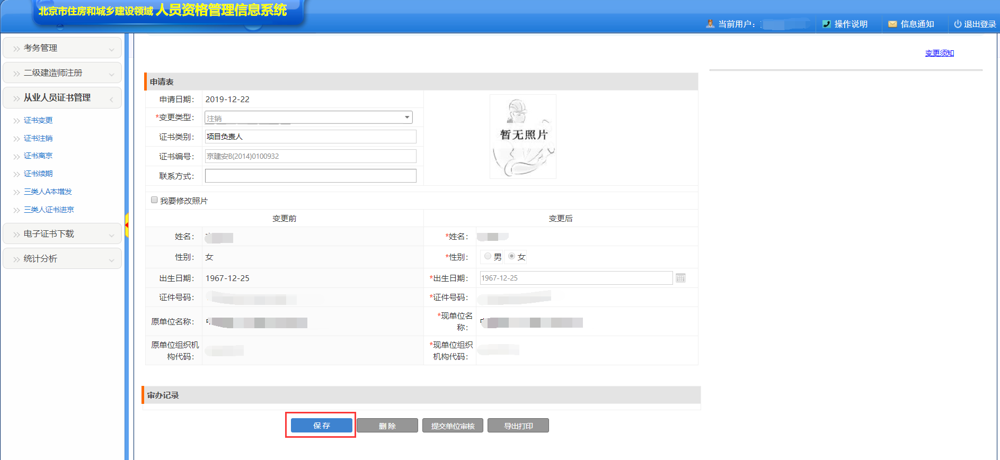 北京市住房和城乡建设领域 人员资格管理信息系统
当前用户：
操作说明
信息通知
退出登录
考务管理
二级建造师注册
从业人员证书管理
证书变更
证书注销
证书离京
证书续期
三类人A本增发
三类人证书进京
电子证书下载
统计分析
变更须知
申请表
申请日期： 2019-12-22
*变更类型： 注销
证书类别： 项目负责人
证书编号： 京建安B(2014)0100932
联系方式：
暂无照片
我要修改照片
变更前 变更后
姓名： *姓名：
性别： 女 *性别： 男 女
出生日期： 1967-12-25 *出生日期： 1967-12-25
证件号码： *证件号码：
原单位名称： *现单位名
称：
原单位组织机 *现单位组织
构代码： 机构代码：
审办记录
保 存 删 除 提交单位审核 导出打印